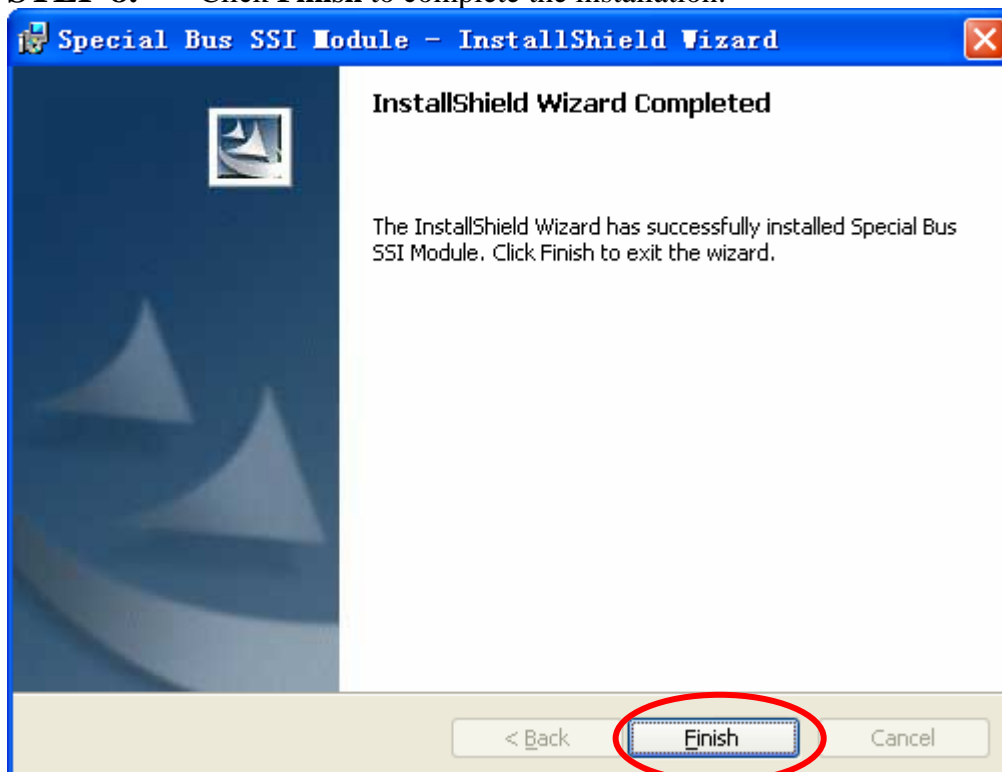 Click Finish to complete the installation.
Special Bus SSI Module - InstallShield Wizard
InstallShield Wizard Completed
The InstallShield Wizard has successfully installed Special Bus
SSI Module. Click Finish to exit the wizard.
< Back Finish Cancel